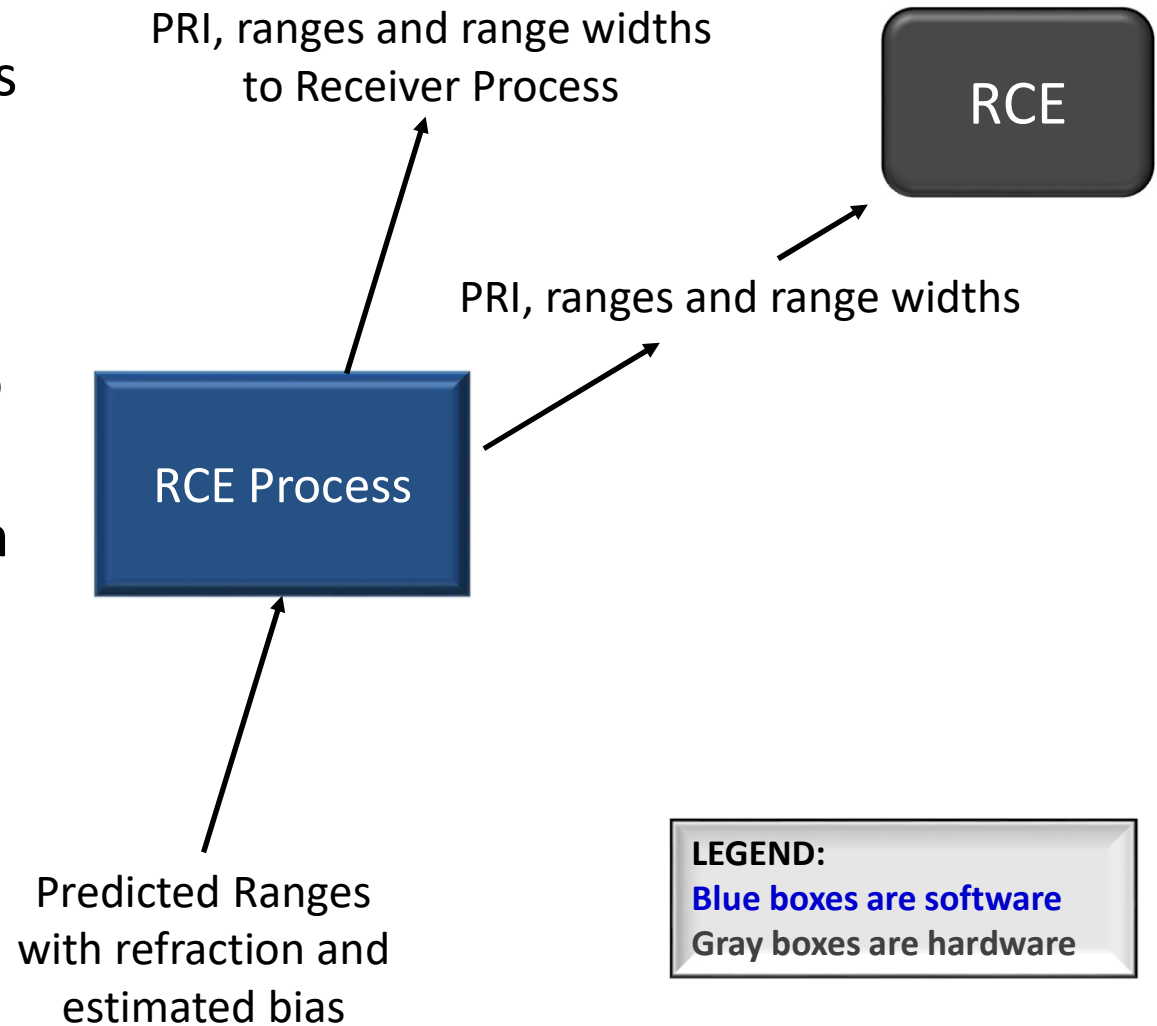 PRI, ranges and range widths
to Receiver Process
RCE
PRI, ranges and range widths
RCE Process
Predicted Ranges
with refraction and
estimated bias
LEGEND:
Blue boxes are software
Gray boxes are hardware